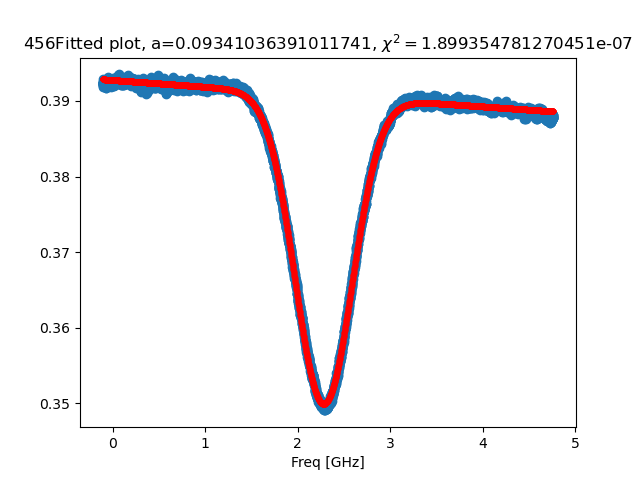 456Fitted plot, a=0.09341036391011741, χ² = 1.899354781270451e-07
0.39
0.38
0.37
0.36
0.35
0 1 2 3 4 5
Freq [GHz]